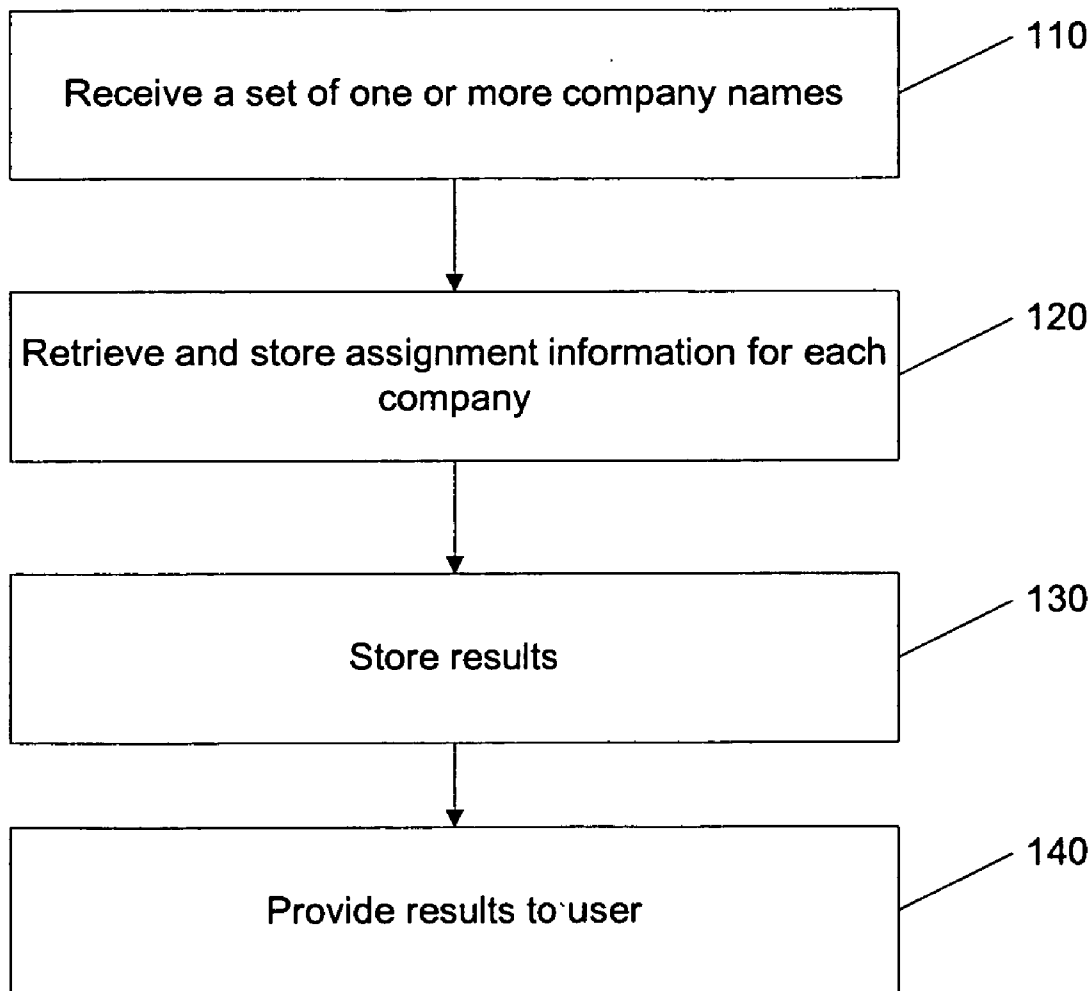 110
Receive a set of one or more company names
120
Retrieve and store assignment information for each
company
130
Store results
140
Provide results to user